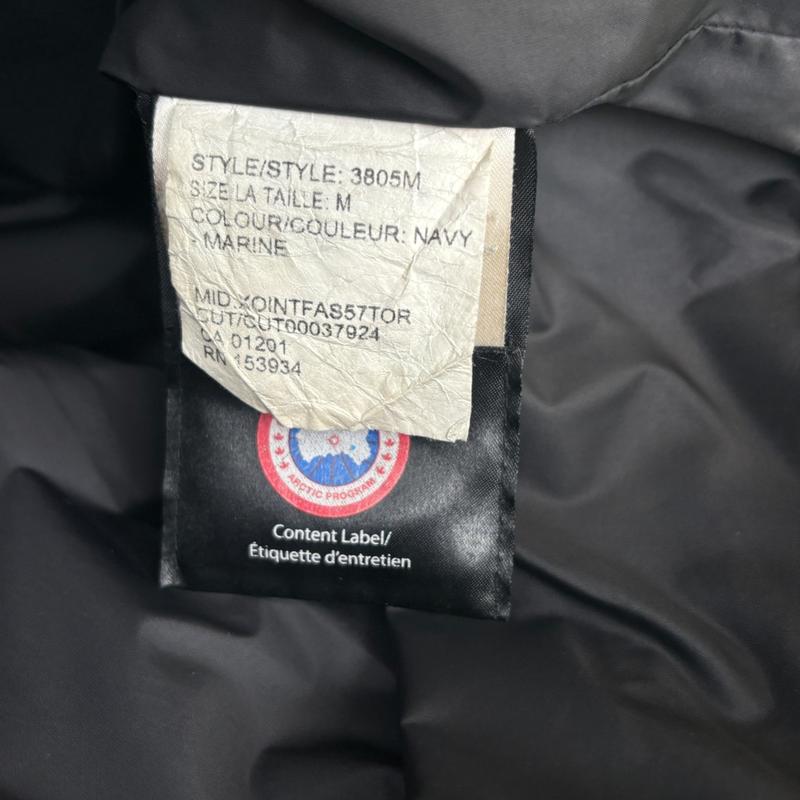 STYLE/STYLE: 3805M
SIZE LA TAILLE: M
COLOUR/COULEUR: NAVY
- MARINE
MID:XOINTFAS57TOR
CUT/CUT00037924
CA 01201
RN 153934
ARCTIC PROGRAM
Content Label/
Étiquette d'entretien